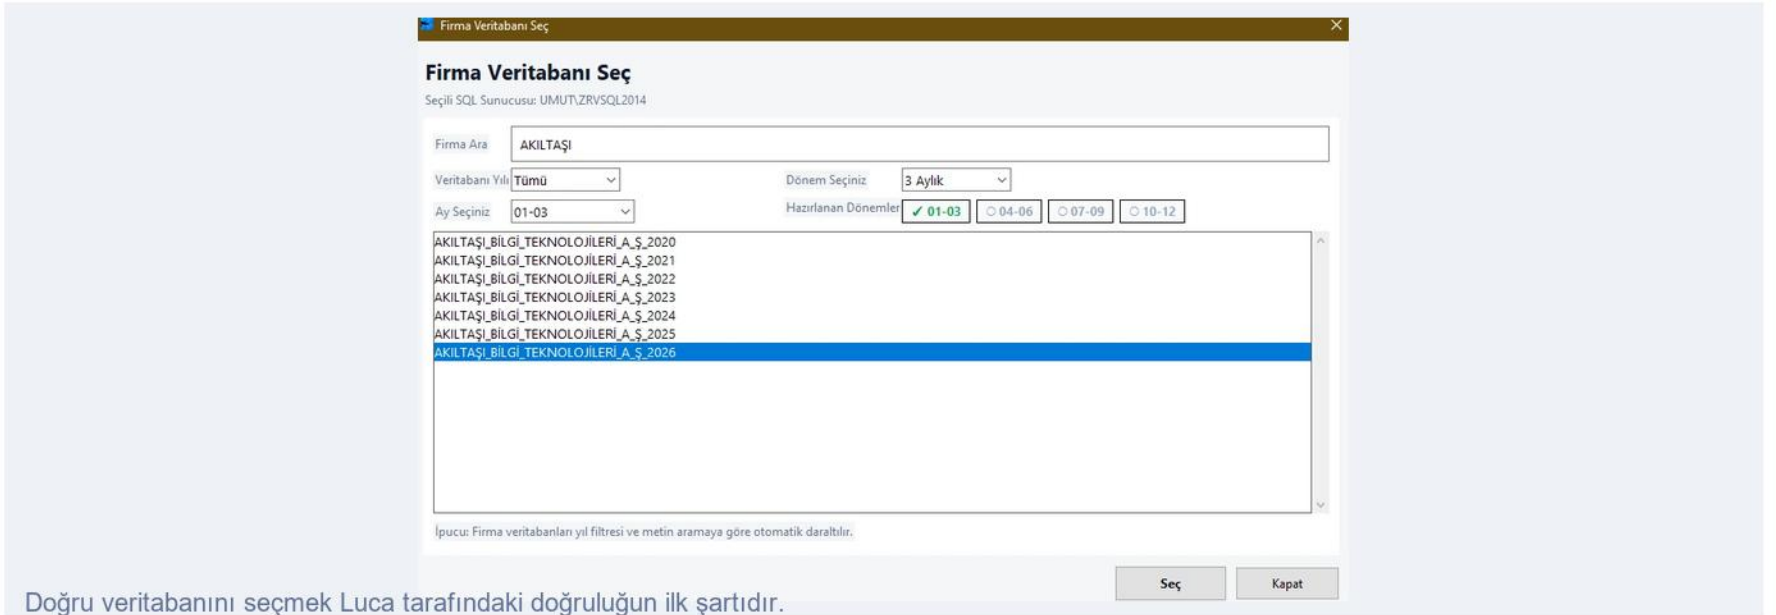 Firma Veritabanı Seç
Firma Veritabanı Seç
Seçili SQL Sunucusu: UMUT\ZRVSQL2014
Firma Ara AKILTAŞI
Veritabanı Yılı Tümü Dönem Seçiniz 3 Aylık
Ay Seçiniz 01-03 Hazırlanan Dönemler ✓ 01-03 ○ 04-06 ○ 07-09 ○ 10-12
AKILTAŞI_BİLGİ_TEKNOLOJİLERİ_A_Ş_2020
AKILTAŞI_BİLGİ_TEKNOLOJİLERİ_A_Ş_2021
AKILTAŞI_BİLGİ_TEKNOLOJİLERİ_A_Ş_2022
AKILTAŞI_BİLGİ_TEKNOLOJİLERİ_A_Ş_2023
AKILTAŞI_BİLGİ_TEKNOLOJİLERİ_A_Ş_2024
AKILTAŞI_BİLGİ_TEKNOLOJİLERİ_A_Ş_2025
AKILTAŞI_BİLGİ_TEKNOLOJİLERİ_A_Ş_2026
İpucu: Firma veritabanları yıl filtresi ve metin aramaya göre otomatik daraltılır.
Seç Kapat
Doğru veritabanını seçmek Luca tarafındaki doğruluğun ilk şartıdır.